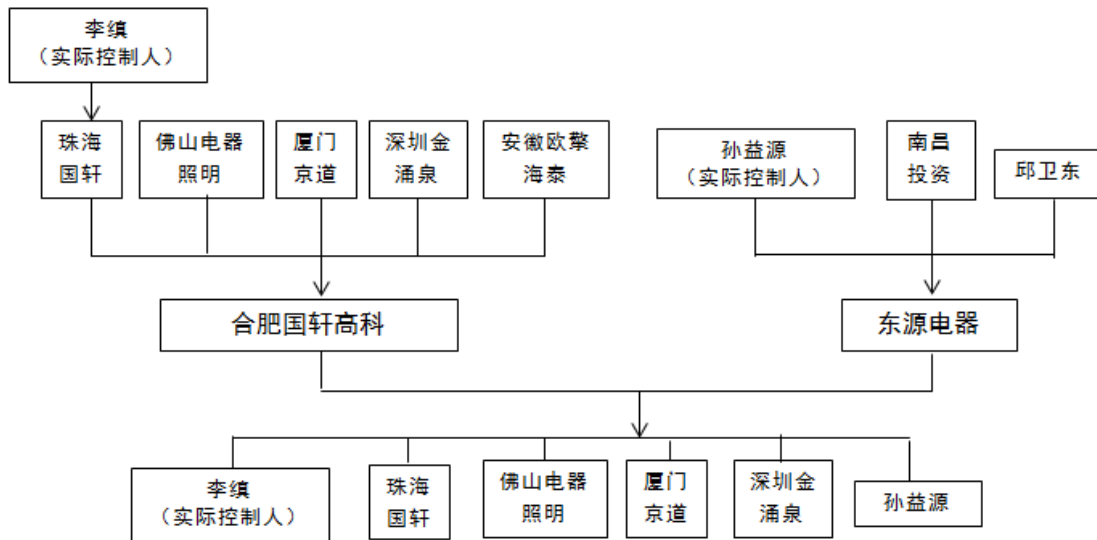 李缜
（实际控制人）
珠海
国轩
佛山电器
照明
厦门
京道
深圳金
涌泉
安徽欧擎
海泰
孙益源
（实际控制人）
南昌
投资
邱卫东
合肥国轩高科
东源电器
李缜
（实际控制人）
珠海
国轩
佛山电器
照明
厦门
京道
深圳金
涌泉
孙益源